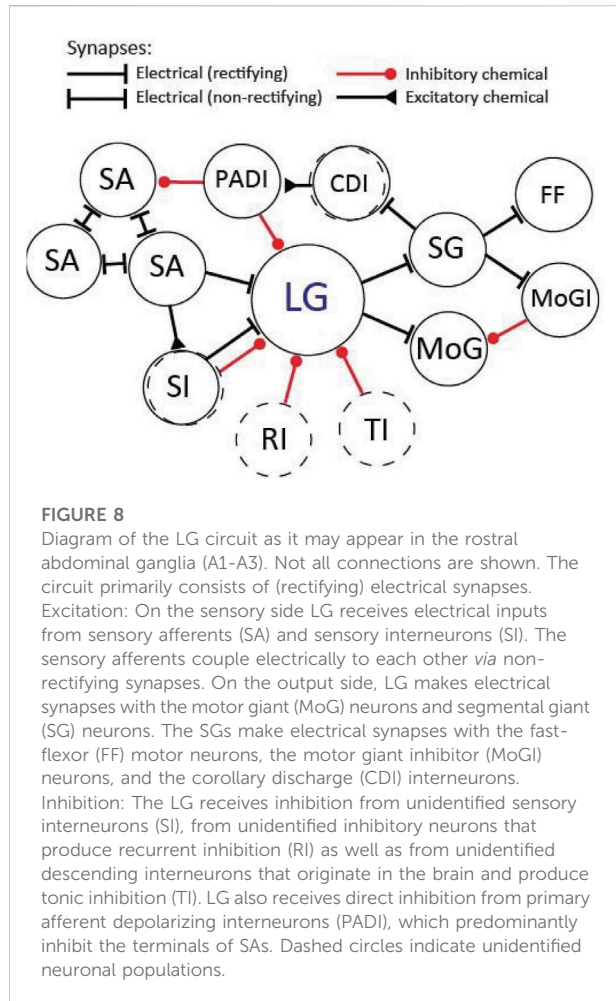 Synapses:
Electrical (rectifying)
Inhibitory chemical
Electrical (non-rectifying)
Excitatory chemical
SA
PADI
CDI
FF
SA
SA
SG
LG
MoGI
MoG
SI
RI
TI
FIGURE 8
Diagram of the LG circuit as it may appear in the rostral
abdominal ganglia (A1-A3). Not all connections are shown. The
circuit primarily consists of (rectifying) electrical synapses.
Excitation: On the sensory side LG receives electrical inputs
from sensory afferents (SA) and sensory interneurons (SI). The
sensory afferents couple electrically to each other via non-
rectifying synapses. On the output side, LG makes electrical
synapses with the motor giant (MoG) neurons and segmental giant
(SG) neurons. The SGs make electrical synapses with the fast-
flexor (FF) motor neurons, the motor giant inhibitor (MoGI)
neurons, and the corollary discharge (CDI) interneurons.
Inhibition: The LG receives inhibition from unidentified sensory
interneurons (SI), from unidentified inhibitory neurons that
produce recurrent inhibition (RI) as well as from unidentified
descending interneurons that originate in the brain and produce
tonic inhibition (TI). LG also receives direct inhibition from primary
afferent depolarizing interneurons (PADI), which predominantly
inhibit the terminals of SAs. Dashed circles indicate unidentified
neuronal populations.